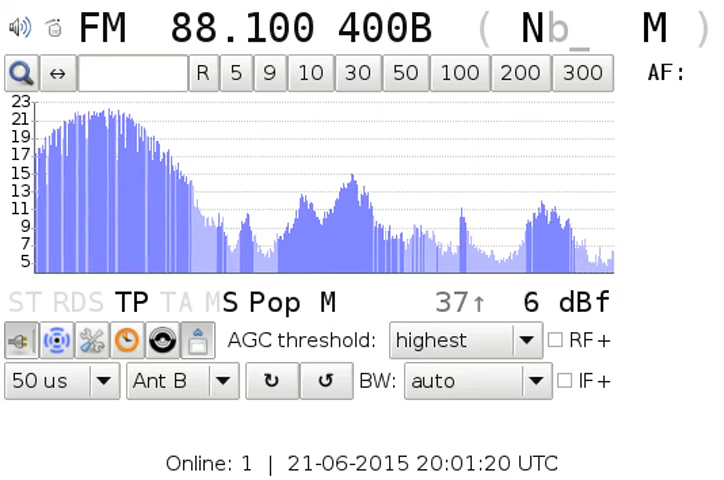 FM 88.100 400B ( Nb_ M )
↔ R 5 9 10 30 50 100 200 300 AF:
23
21
19
17
15
13
11
9
7
5
ST RDS TP TA MS Pop M 37↑ 6 dBf
AGC threshold: highest RF+
50 us Ant B ↻ ↺ BW: auto IF+
Online: 1 | 21-06-2015 20:01:20 UTC